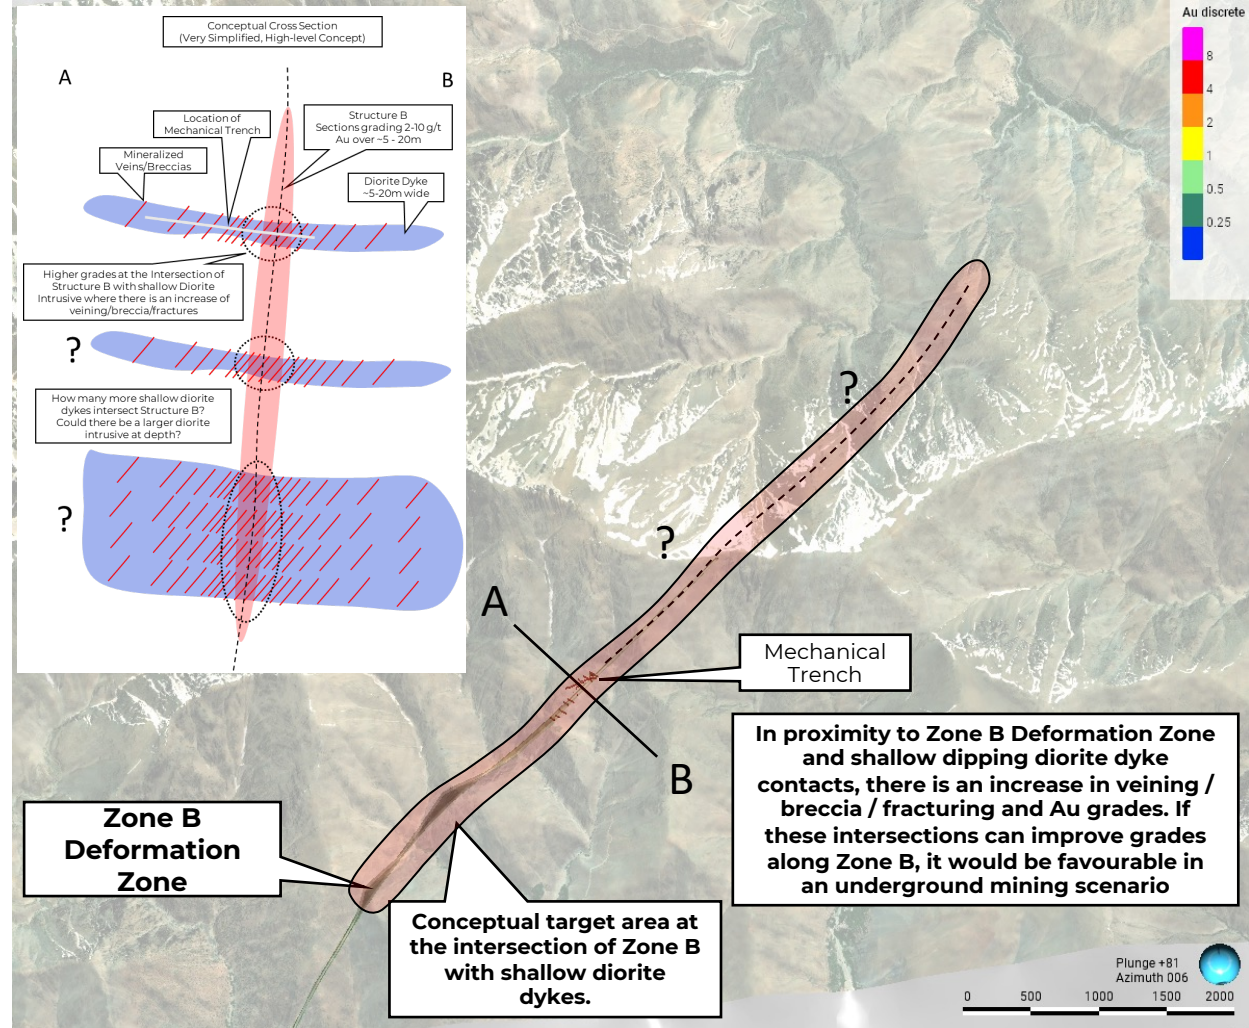 Conceptual Cross Section
(Very Simplified, High-level Concept)
A
B
Location of
Mechanical Trench
Structure B
Sections grading 2-10 g/t
Au over ~5 - 20m
Mineralized
Veins/Breccias
Diorite Dyke
~5-20m wide
Higher grades at the Intersection of
Structure B with shallow Diorite
Intrusive where there is an increase of
veining/breccia/fractures
?
How many more shallow diorite
dykes intersect Structure B?
Could there be a larger diorite
intrusive at depth?
?
Au discrete
8
4
2
1
0.5
0.25
?
?
A
B
Mechanical
Trench
In proximity to Zone B Deformation Zone
and shallow dipping diorite dyke
contacts, there is an increase in veining /
breccia / fracturing and Au grades. If
these intersections can improve grades
along Zone B, it would be favourable in
an underground mining scenario
Zone B
Deformation
Zone
Conceptual target area at
the intersection of Zone B
with shallow diorite
dykes.
Plunge +81
Azimuth 006
0 500 1000 1500 2000